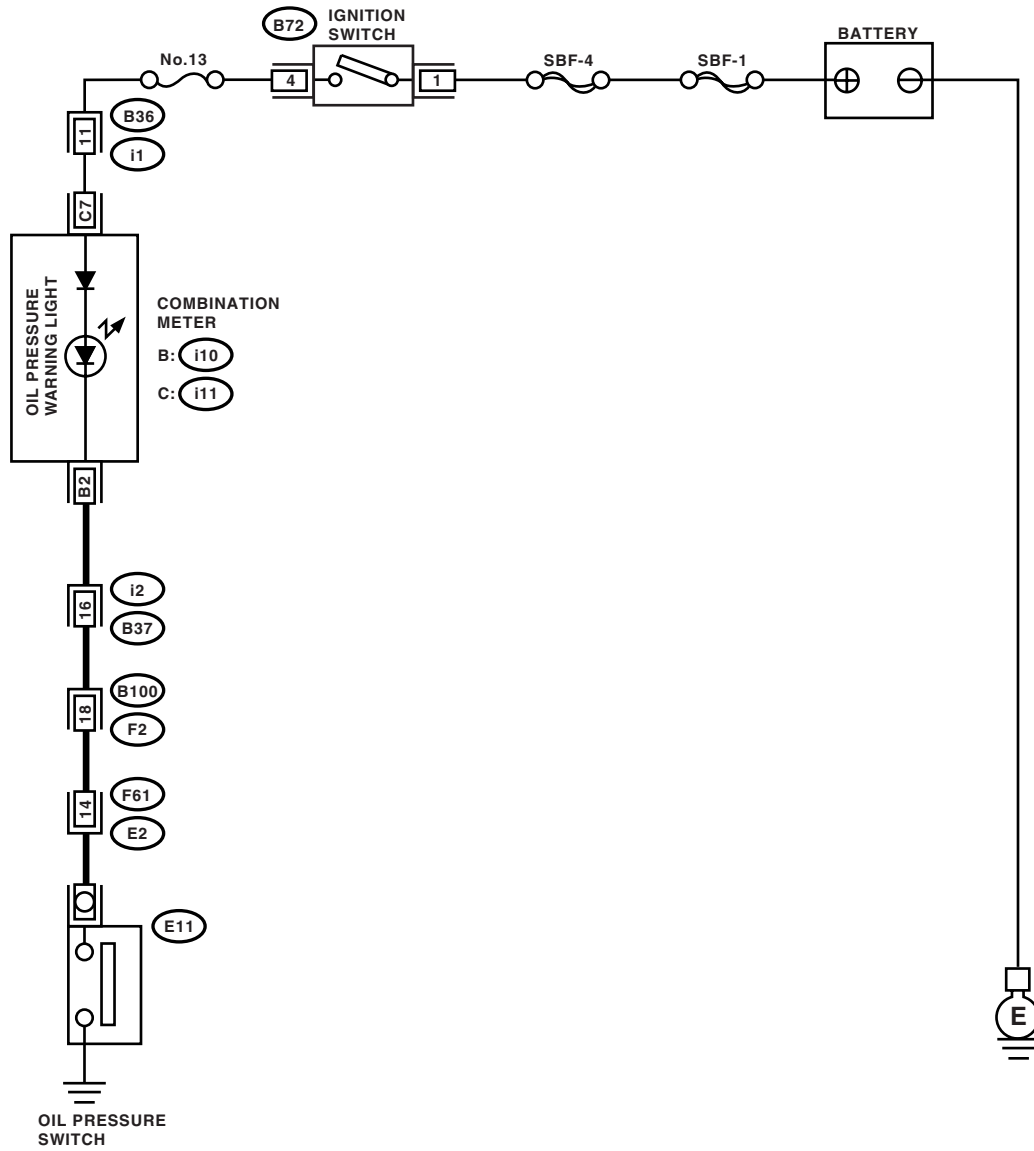 B72
IGNITION
SWITCH
BATTERY
No.13
4
1
SBF-4
SBF-1
11
B36
i1
C7
OIL PRESSURE
WARNING LIGHT
COMBINATION
METER
B: i10
C: i11
B2
16
i2
B37
18
B100
F2
14
F61
E2
E11
E
OIL PRESSURE
SWITCH